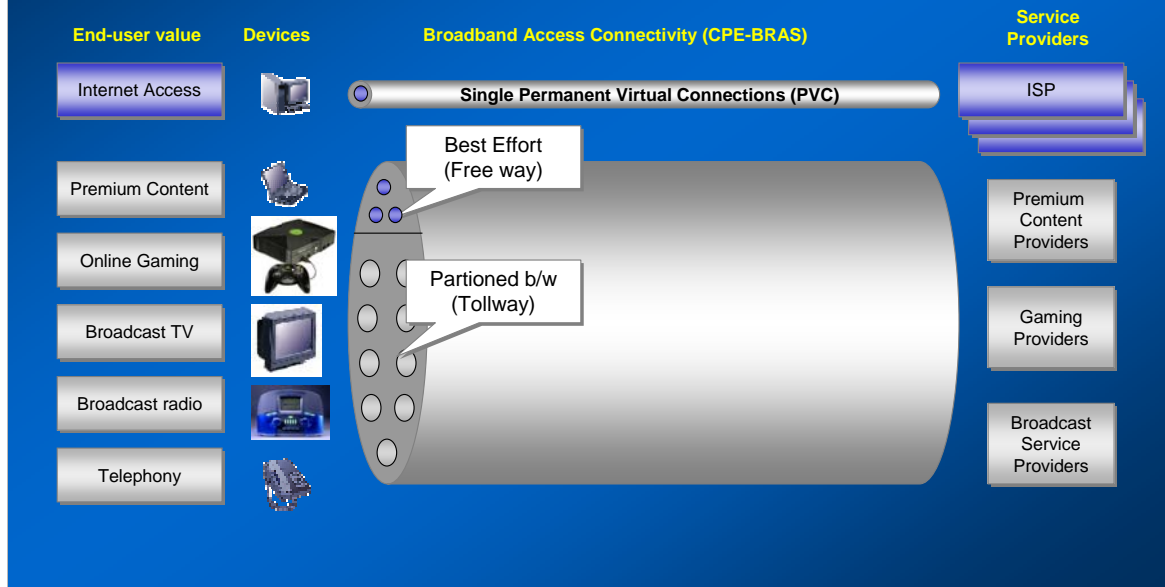 End-user value
Devices
Broadband Access Connectivity (CPE-BRAS)
Service
Providers
Internet Access
Single Permanent Virtual Connections (PVC)
ISP
Best Effort
(Free way)
Premium Content
Premium
Content
Providers
Online Gaming
Partioned b/w
(Tollway)
Broadcast TV
Gaming
Providers
Broadcast radio
Broadcast
Service
Providers
Telephony